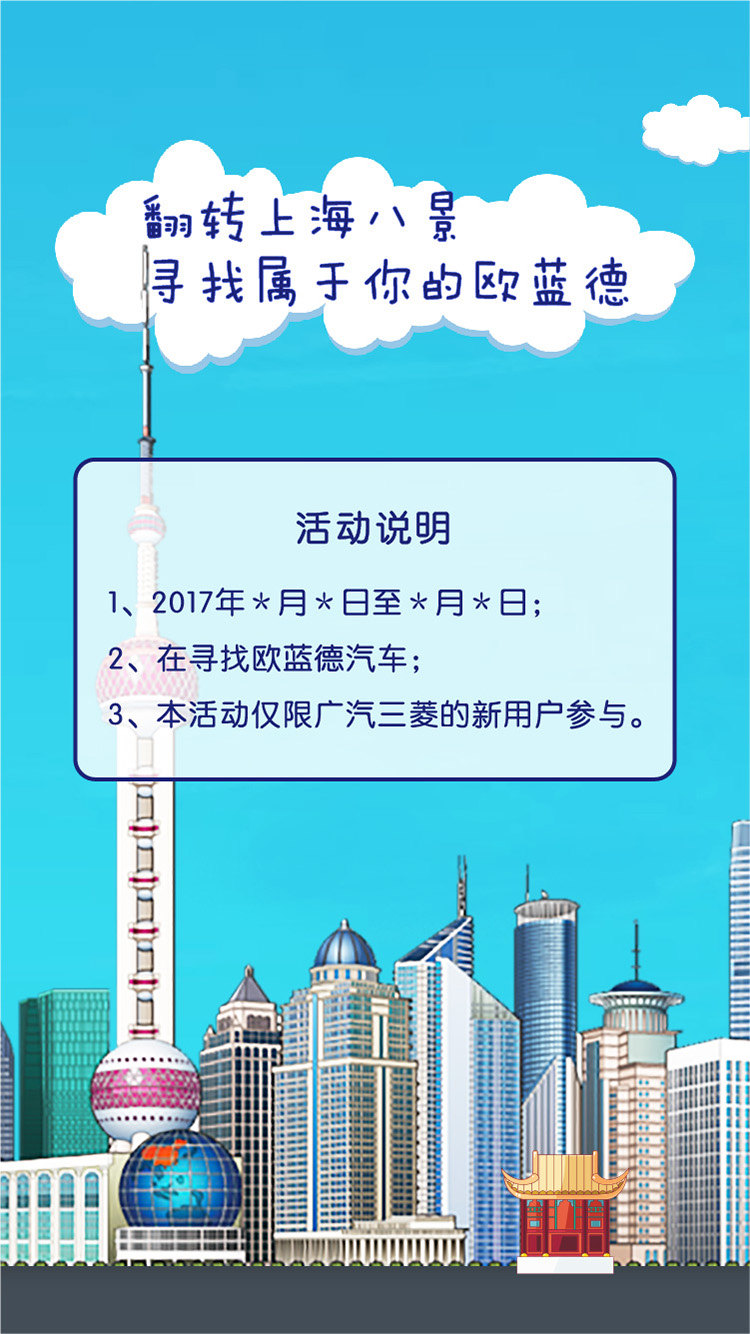 翻转上海八景
寻找属于你的欧蓝德
活动说明
1、2017年＊月＊日至＊月＊日；
2、在寻找欧蓝德汽车；
3、本活动仅限广汽三菱的新用户参与。